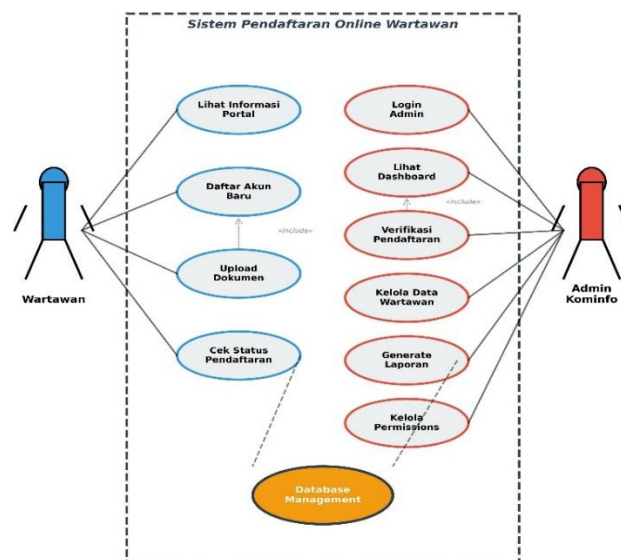 Sistem Pendaftaran Online Wartawan
Lihat Informasi
Portal
Daftar Akun
Baru
«include»
Upload
Dokumen
Cek Status
Pendaftaran
Wartawan
Login
Admin
Lihat
Dashboard
«include»
Verifikasi
Pendaftaran
Kelola Data
Wartawan
Generate
Laporan
Kelola
Permissions
Admin
Kominfo
Database
Management